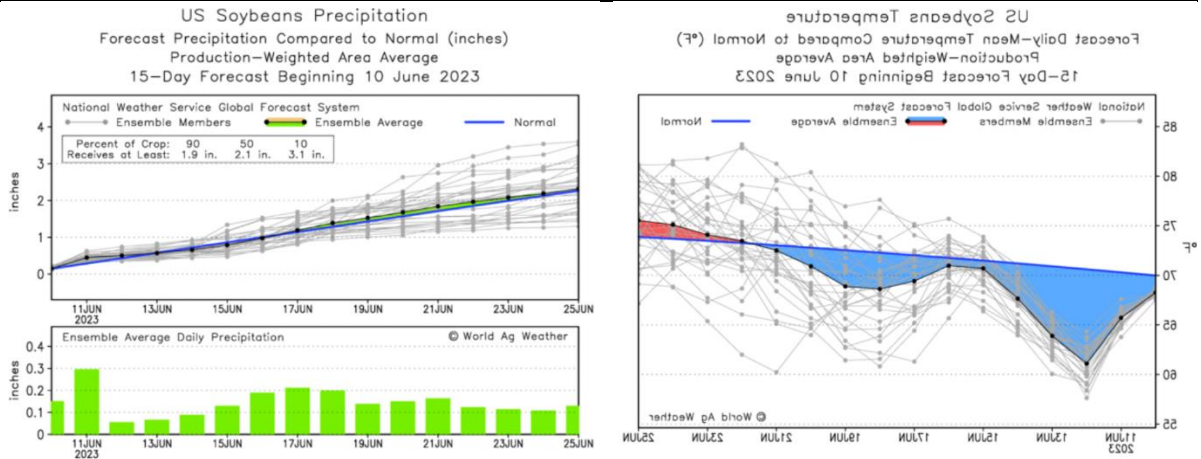 US Soybeans Precipitation
Forecast Precipitation Compared to Normal (inches)
Production-Weighted Area Average
15-Day Forecast Beginning 10 June 2023
National Weather Service Global Forecast System
Ensemble Members Ensemble Average Normal
Percent of Crop: 90 50 10
Receives at Least: 1.9 in. 2.1 in. 3.1 in.
4
3
2
1
0
inches
11JUN 13JUN 15JUN 17JUN 19JUN 21JUN 23JUN 25JUN
2023
Ensemble Average Daily Precipitation © World Ag Weather
0.4
0.3
0.2
0.1
0
inches
11JUN 13JUN 15JUN 17JUN 19JUN 21JUN 23JUN 25JUN
2023
US Soybeans Temperature
Forecast Daily-Mean Temperature Compared to Normal (°F)
Production-Weighted Area Average
15-Day Forecast Beginning 10 June 2023
National Weather Service Global Forecast System
Ensemble Members Ensemble Average Normal
85
80
75
70
65
60
55
°F
© World Ag Weather
11JUN 13JUN 15JUN 17JUN 19JUN 21JUN 23JUN 25JUN
2023